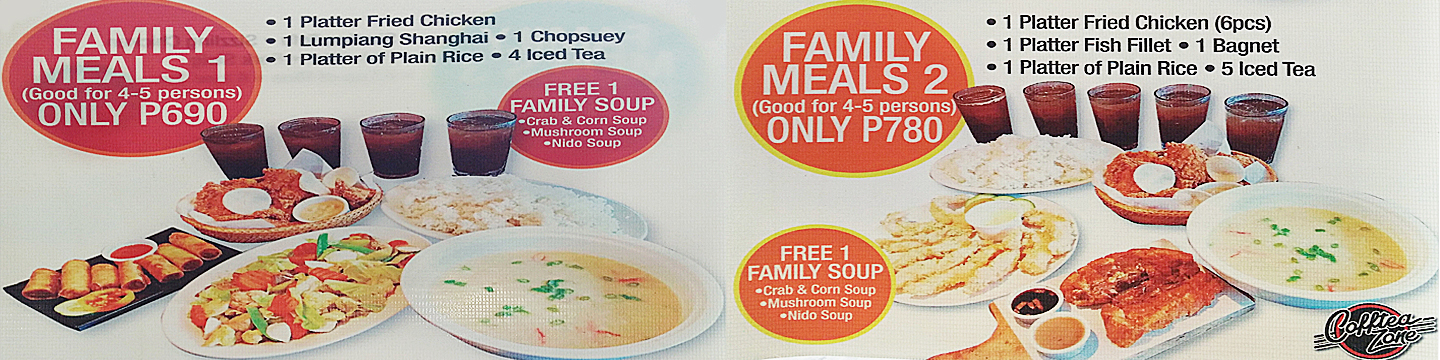 FAMILY
MEALS 1
(Good for 4-5 persons)
ONLY P690
• 1 Platter Fried Chicken
• 1 Lumpiang Shanghai • 1 Chopsuey
• 1 Platter of Plain Rice • 4 Iced Tea
FREE 1
FAMILY SOUP
•Crab & Corn Soup
•Mushroom Soup
•Nido Soup
FAMILY
MEALS 2
(Good for 4-5 persons)
ONLY P780
• 1 Platter Fried Chicken (6pcs)
• 1 Platter Fish Fillet • 1 Bagnet
• 1 Platter of Plain Rice • 5 Iced Tea
FREE 1
FAMILY SOUP
•Crab & Corn Soup
•Mushroom Soup
•Nido Soup
Cofftea
Zone